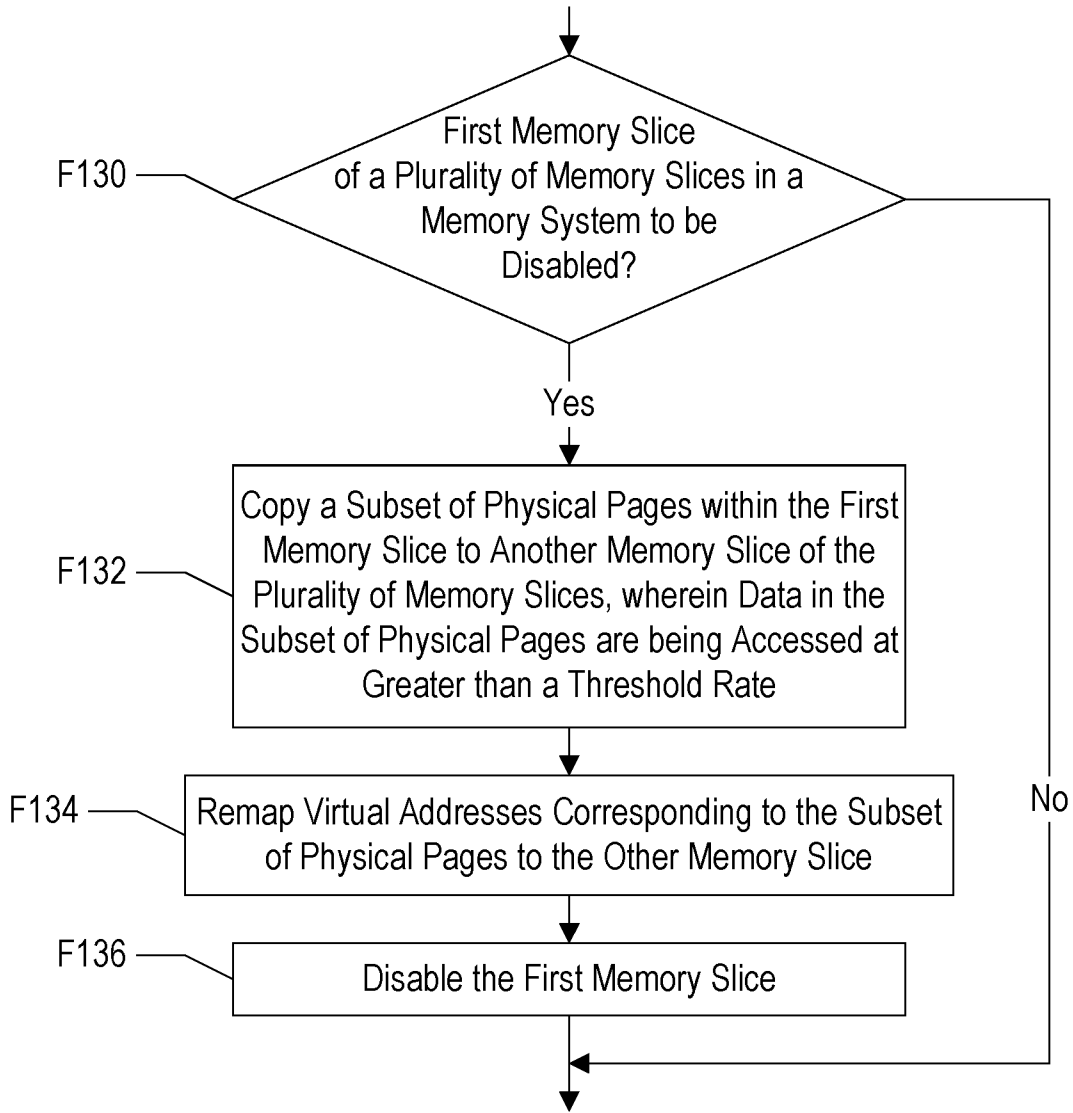 First Memory Slice
of a Plurality of Memory Slices in a
Memory System to be
Disabled?
F130
Yes
Copy a Subset of Physical Pages within the First
Memory Slice to Another Memory Slice of the
Plurality of Memory Slices, wherein Data in the
Subset of Physical Pages are being Accessed at
Greater than a Threshold Rate
F132
Remap Virtual Addresses Corresponding to the Subset
of Physical Pages to the Other Memory Slice
F134
No
Disable the First Memory Slice
F136